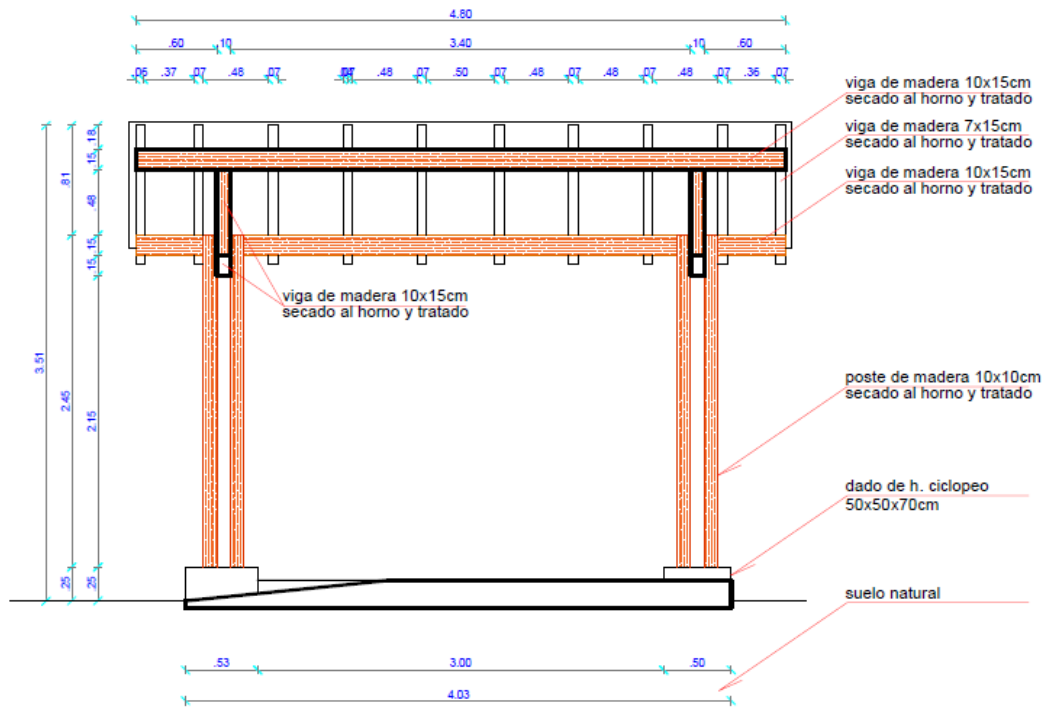 4.80
.60 .10 3.40 .10 .60
.06 .37 .07 .48 .07 .48 .07 .50 .07 .48 .07 .48 .07 .48 .07 .36 .07
viga de madera 10x15cm
secado al horno y tratado
viga de madera 7x15cm
secado al horno y tratado
viga de madera 10x15cm
secado al horno y tratado
.18
.15
.81
.48
.15
.15
viga de madera 10x15cm
secado al horno y tratado
3.51
2.45
2.15
poste de madera 10x10cm
secado al horno y tratado
dado de h. ciclopeo
50x50x70cm
.25
.25
suelo natural
.53 3.00 .50
4.03